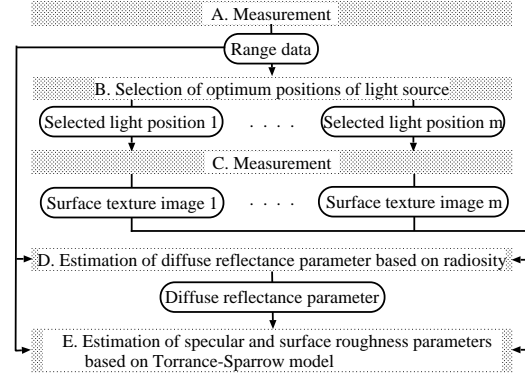 A. Measurement
Range data
B. Selection of optimum positions of light source
Selected light position 1 . . . . Selected light position m
C. Measurement
Surface texture image 1 . . . . Surface texture image m
D. Estimation of diffuse reflectance parameter based on radiosity
Diffuse reflectance parameter
E. Estimation of specular and surface roughness parameters
based on Torrance-Sparrow model